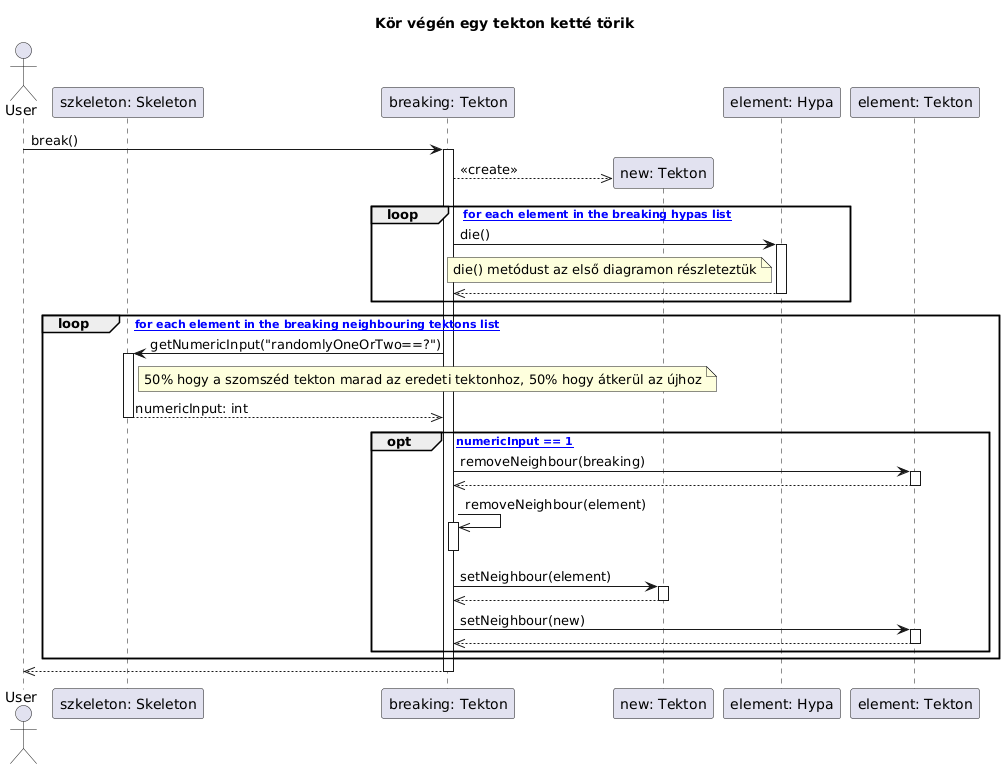 Kör végén egy tekton ketté törik
User
szkeleton: Skeleton
breaking: Tekton
element: Hypa
element: Tekton
break()
«create»
new: Tekton
loop
for each element in the breaking hypas list
die()
die() metódust az első diagramon részleteztük
loop
for each element in the breaking neighbouring tektons list
getNumericInput("randomlyOneOrTwo==?")
50% hogy a szomszéd tekton marad az eredeti tektonhoz, 50% hogy átkerül az újhoz
numericInput: int
opt
numericInput == 1
removeNeighbour(breaking)
removeNeighbour(element)
setNeighbour(element)
setNeighbour(new)
User
szkeleton: Skeleton
breaking: Tekton
new: Tekton
element: Hypa
element: Tekton